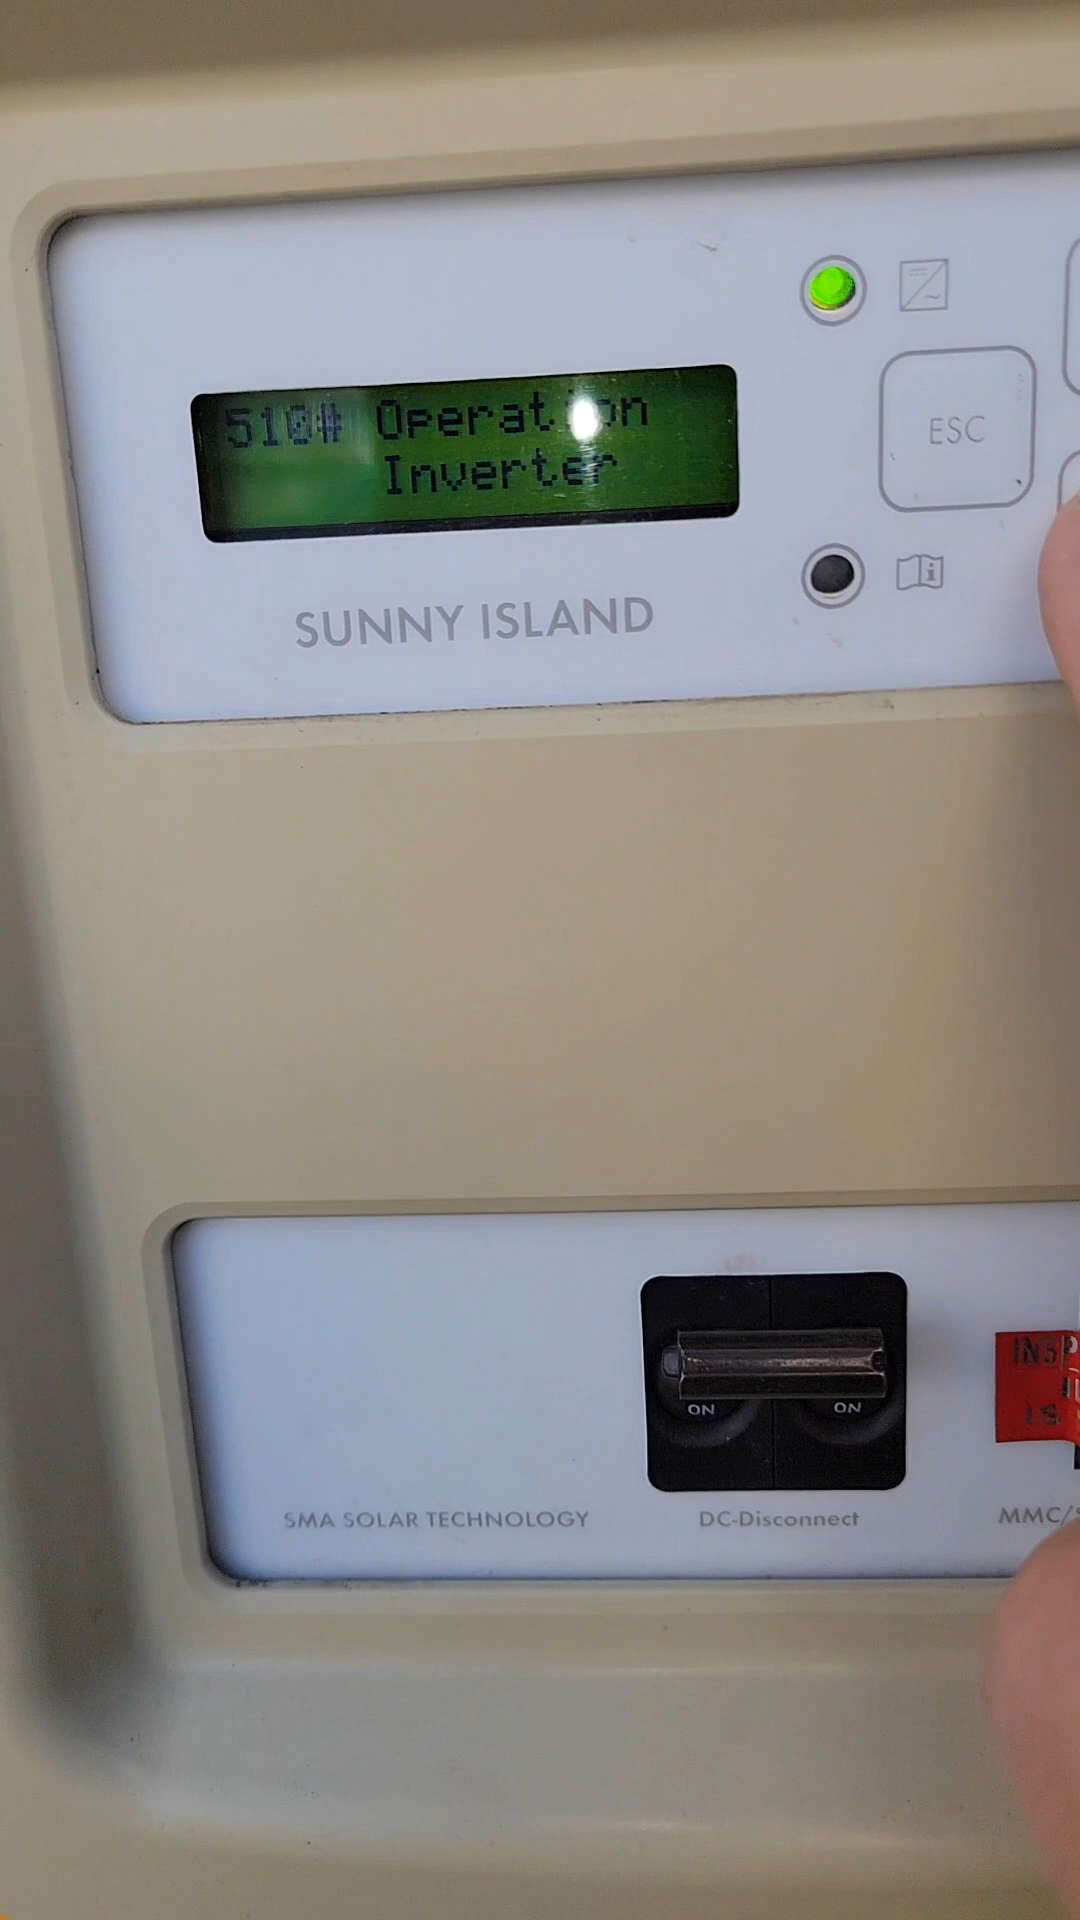 510# Operation
Inverter
ESC
SUNNY ISLAND
ON ON
SMA SOLAR TECHNOLOGY
DC-Disconnect